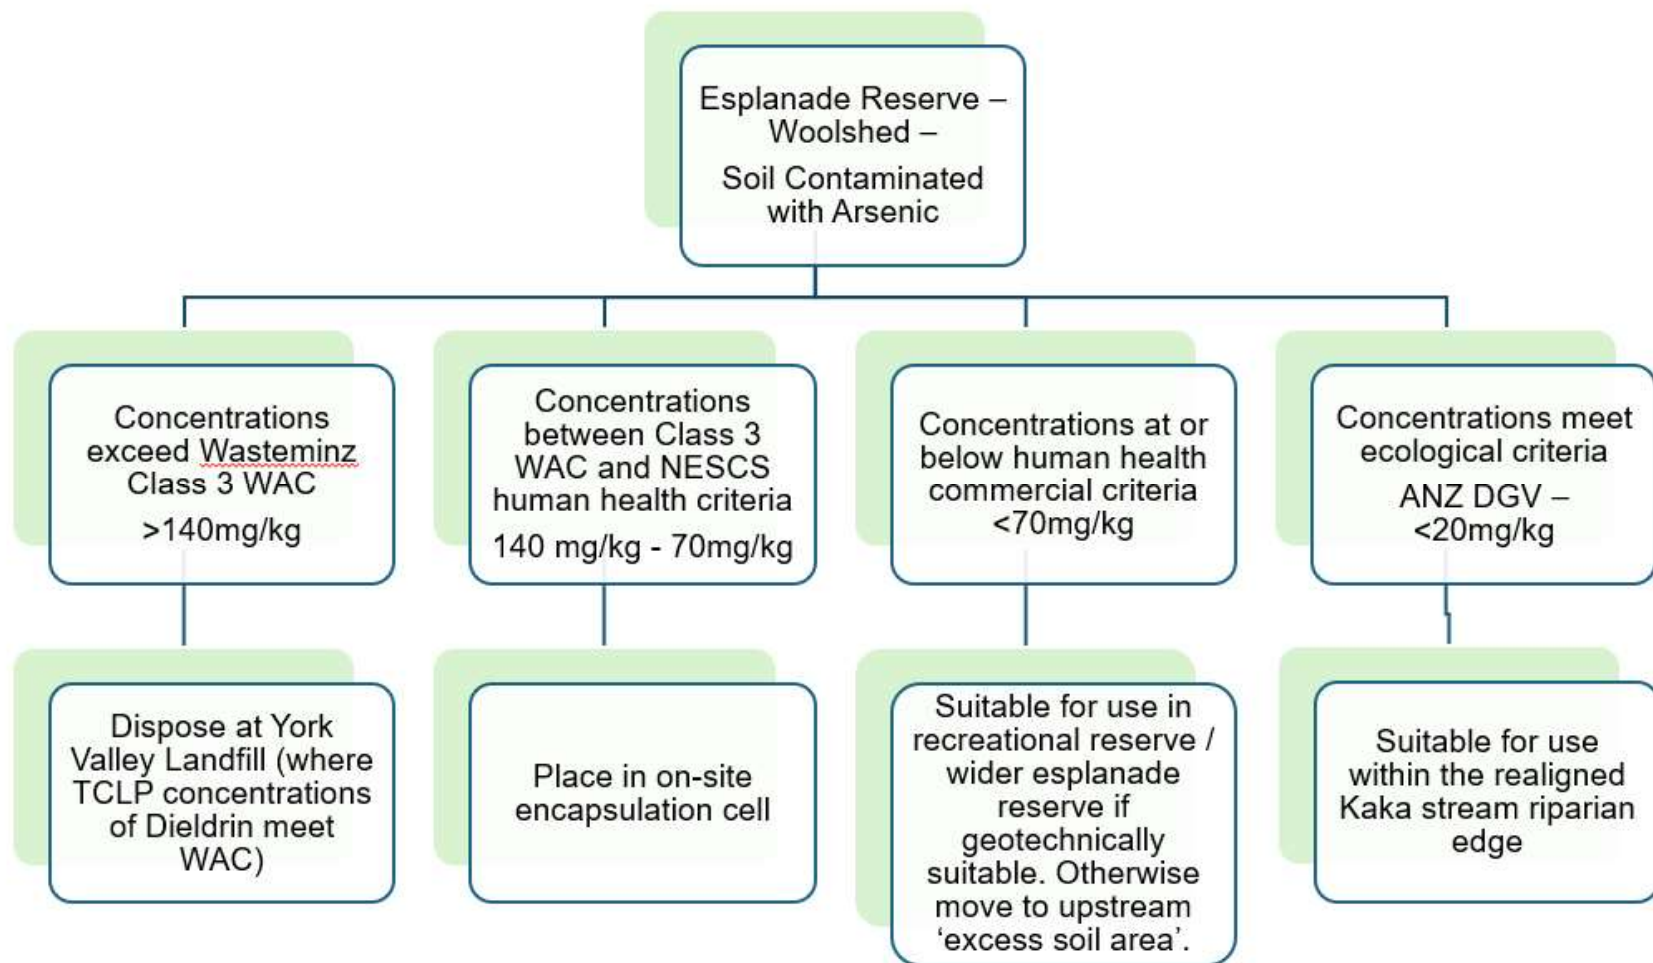 Esplanade Reserve –
Woolshed –
Soil Contaminated
with Arsenic
Concentrations
exceed Wasteminz
Class 3 WAC
>140mg/kg
Concentrations
between Class 3
WAC and NESCS
human health criteria
140 mg/kg - 70mg/kg
Concentrations at or
below human health
commercial criteria
<70mg/kg
Concentrations meet
ecological criteria
ANZ DGV –
<20mg/kg
Dispose at York
Valley Landfill (where
TCLP concentrations
of Dieldrin meet
WAC)
Place in on-site
encapsulation cell
Suitable for use in
recreational reserve /
wider esplanade
reserve if
geotechnically
suitable. Otherwise
move to upstream
‘excess soil area’.
Suitable for use
within the realigned
Kaka stream riparian
edge